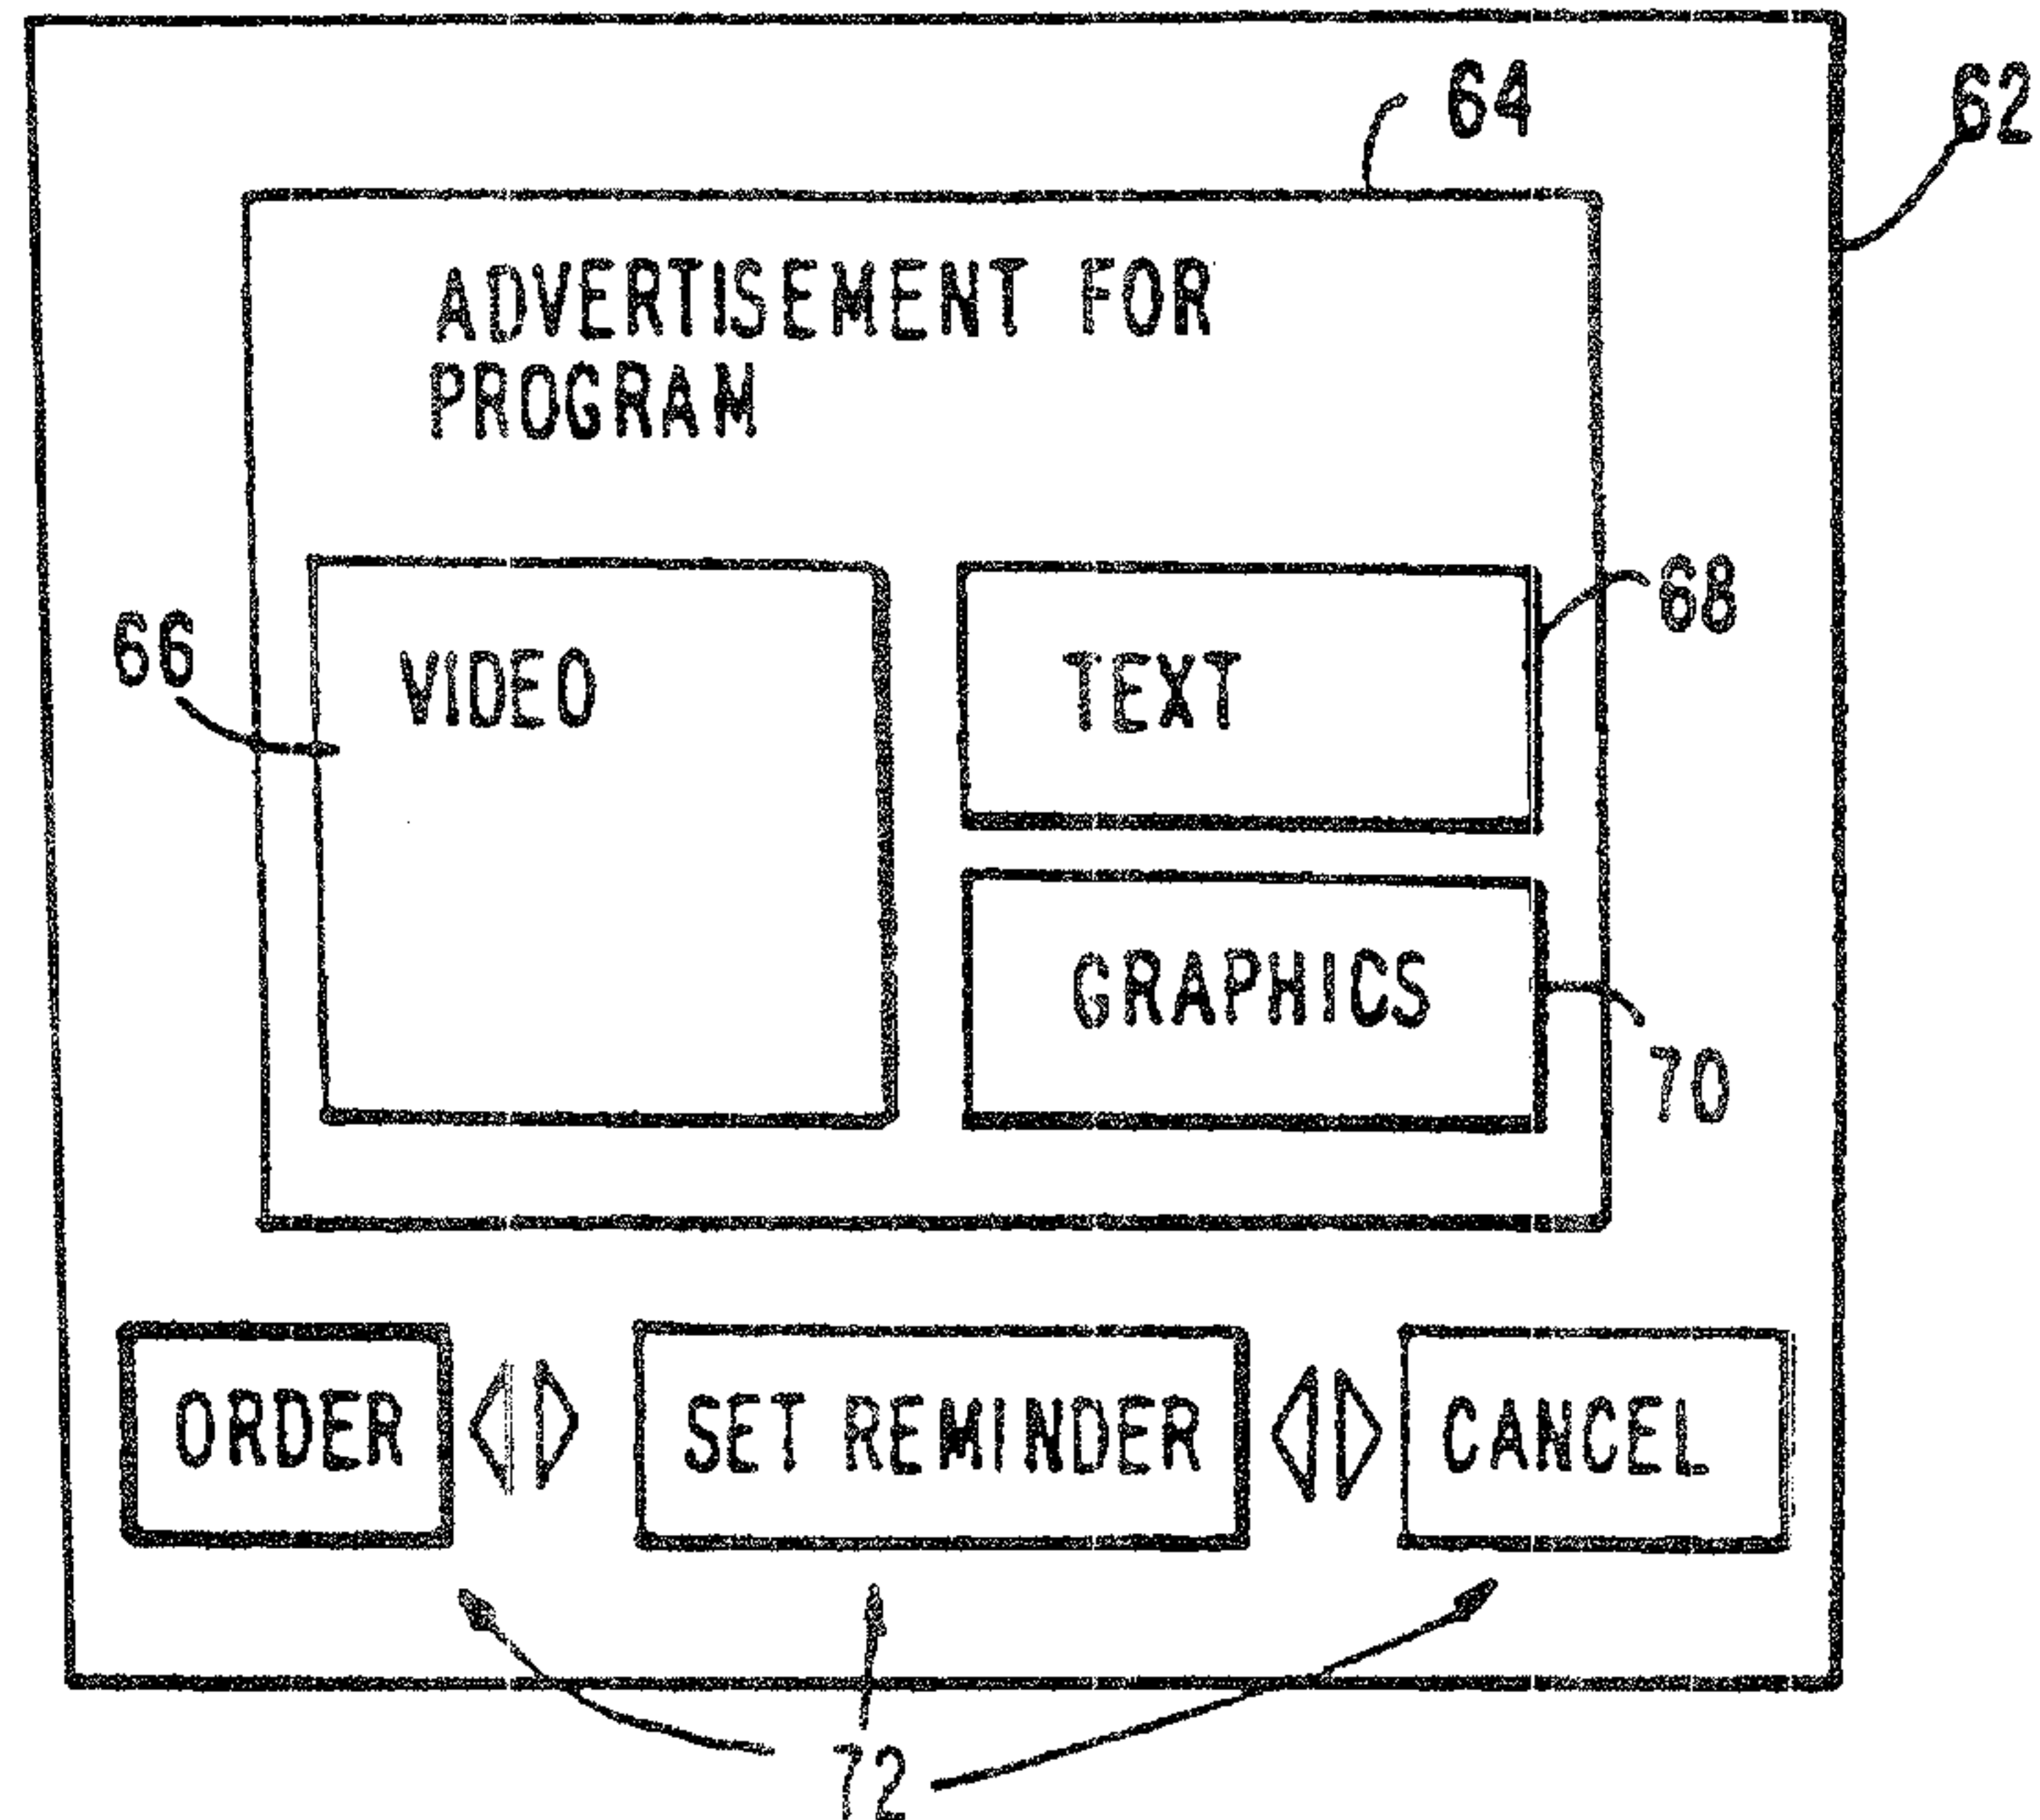 64
62
ADVERTISEMENT FOR
PROGRAM
66
VIDEO
TEXT
68
GRAPHICS
70
ORDER
SET REMINDER
CANCEL
72